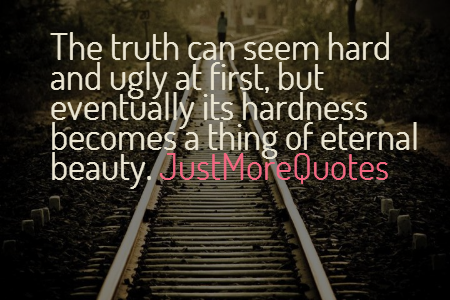 The truth can seem hard
and ugly at first, but
eventually its hardness
becomes a thing of eternal
beauty. JustMoreQuotes